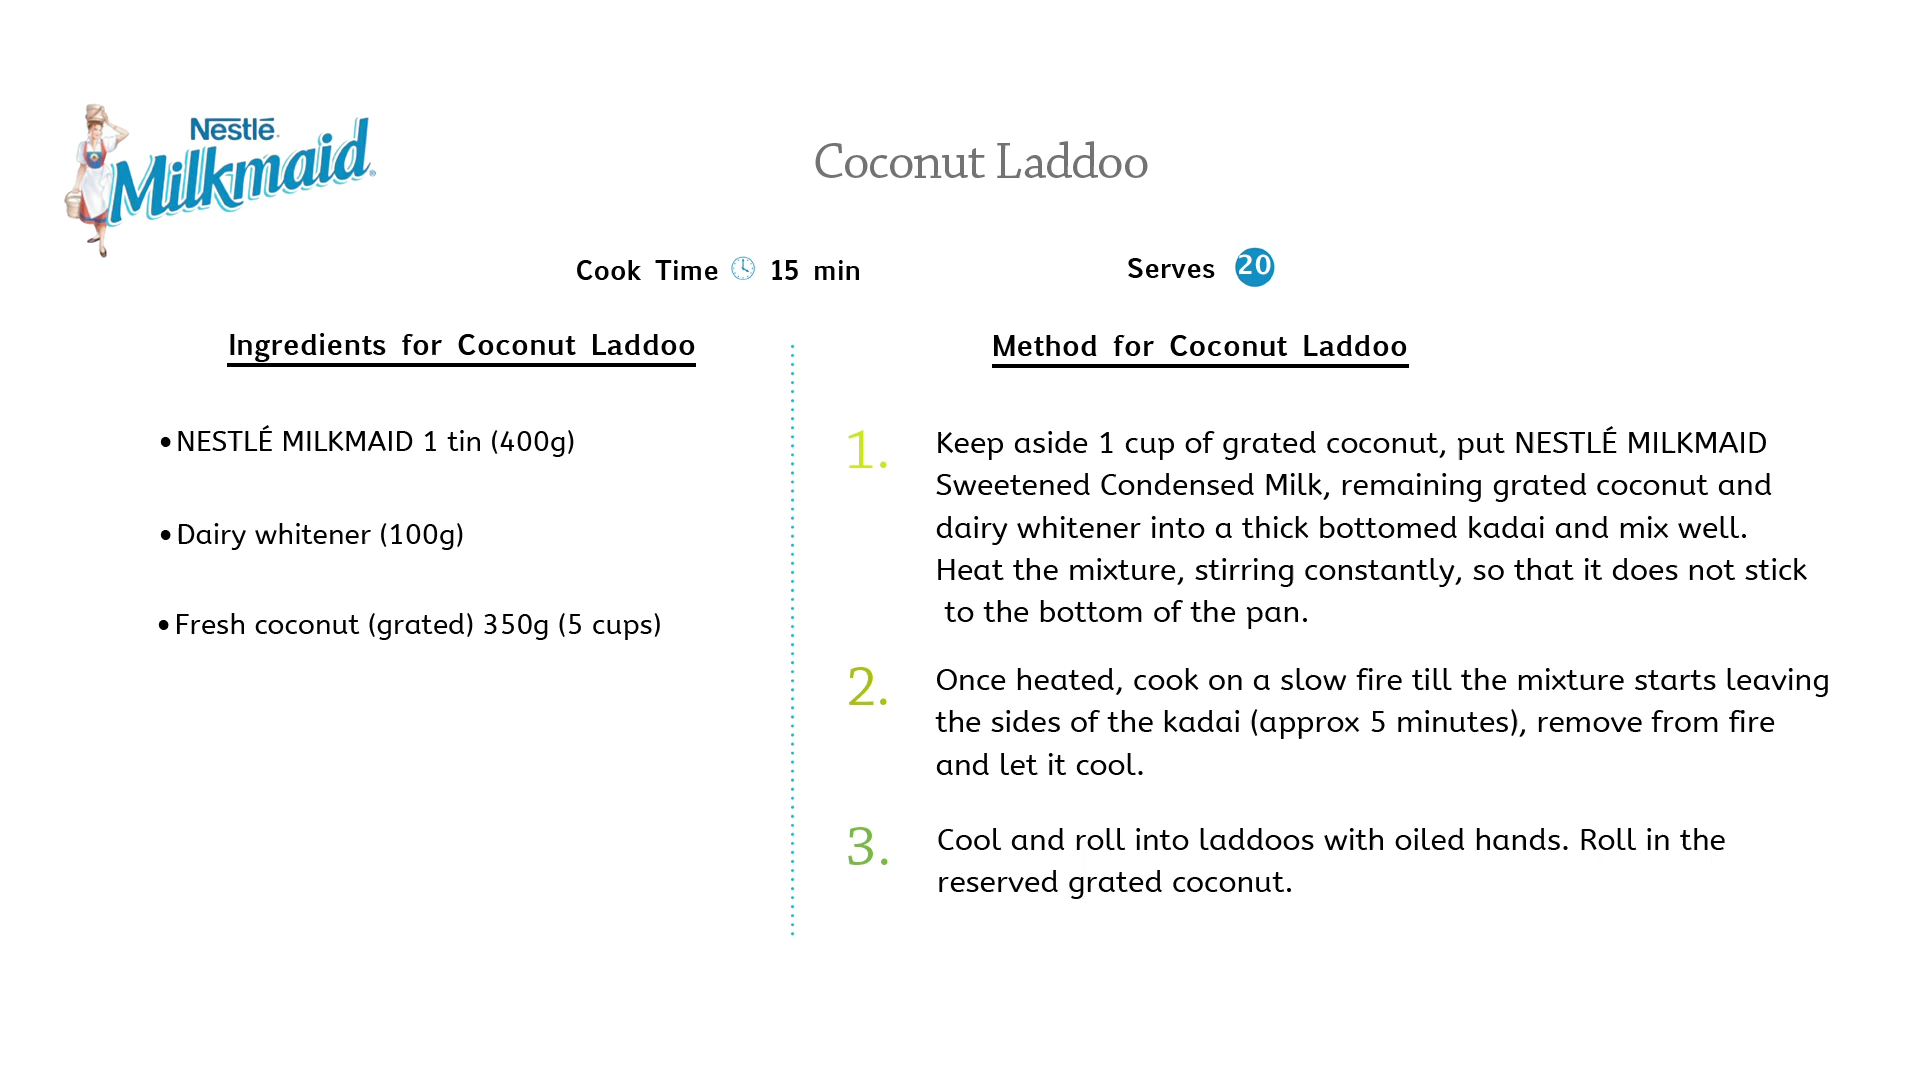 Nestlé
Milkmaid®
Coconut Laddoo
Cook Time 15 min
Serves 20
Ingredients for Coconut Laddoo
•NESTLÉ MILKMAID 1 tin (400g)
•Dairy whitener (100g)
•Fresh coconut (grated) 350g (5 cups)
Method for Coconut Laddoo
1. Keep aside 1 cup of grated coconut, put NESTLÉ MILKMAID
Sweetened Condensed Milk, remaining grated coconut and
dairy whitener into a thick bottomed kadai and mix well.
Heat the mixture, stirring constantly, so that it does not stick
to the bottom of the pan.
2. Once heated, cook on a slow fire till the mixture starts leaving
the sides of the kadai (approx 5 minutes), remove from fire
and let it cool.
3. Cool and roll into laddoos with oiled hands. Roll in the
reserved grated coconut.